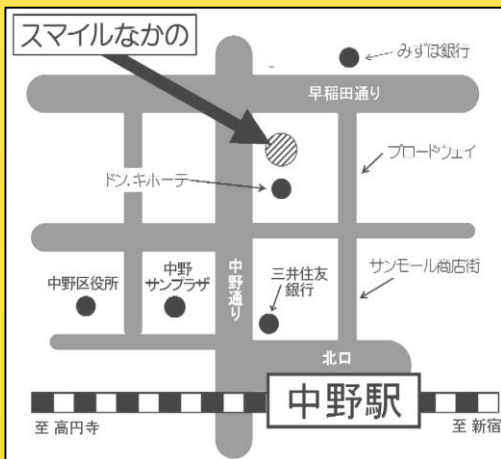 スマイルなかの
みずほ銀行
早稲田通り
ブロードウェイ
ドン.キホーテ
中野区役所
中野
サンプラザ
中野通り
三井住友
銀行
サンモール商店街
北口
中野駅
至 高円寺
至 新宿